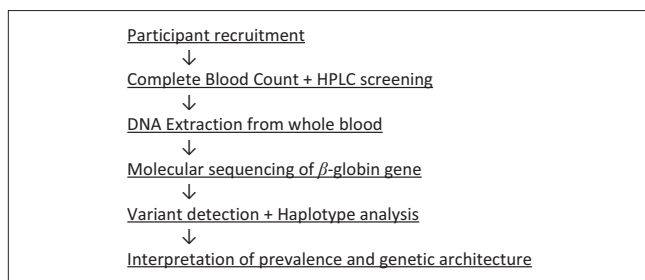 Participant recruitment
↓
Complete Blood Count + HPLC screening
↓
DNA Extraction from whole blood
↓
Molecular sequencing of β-globin gene
↓
Variant detection + Haplotype analysis
↓
Interpretation of prevalence and genetic architecture